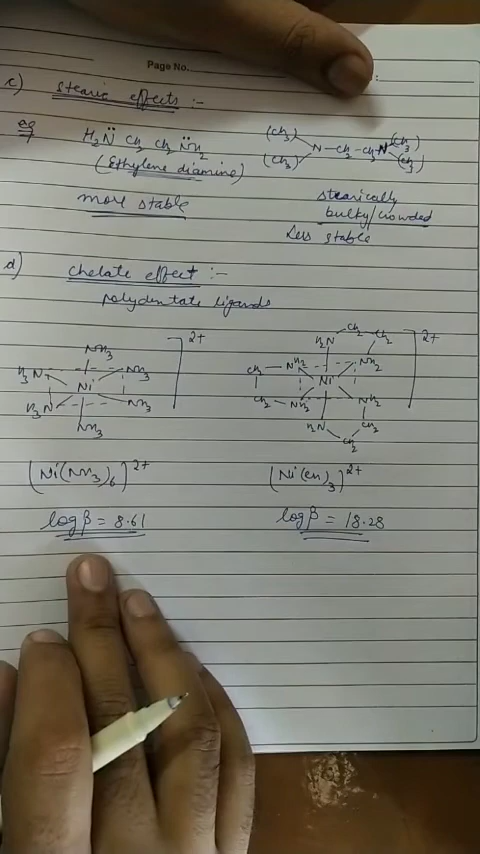 Page No.
c) Stearic effects :-
eg H₂N̈ CH₂ CH₂ N̈H₂
(Ethylene diamine)
more stable
(CH₃) (CH₃) N — CH₂ — CH₂ N (CH₃) (CH₃)
stearically
bulky/crowded
Less stable
d) Chelate effect :-
polydentate ligands
NH₃
H₃N NH₃
Ni
H₃N NH₃
NH₃
2+
CH₂ CH₂
H₂N
CH₂ NH₂ NH₂
Ni
CH₂ NH₂ NH₂
H₂N CH₂
CH₂
2+
(Ni(NH₃)₆)²⁺
(Ni(en)₃)²⁺
log β = 8.61
log β = 18.28